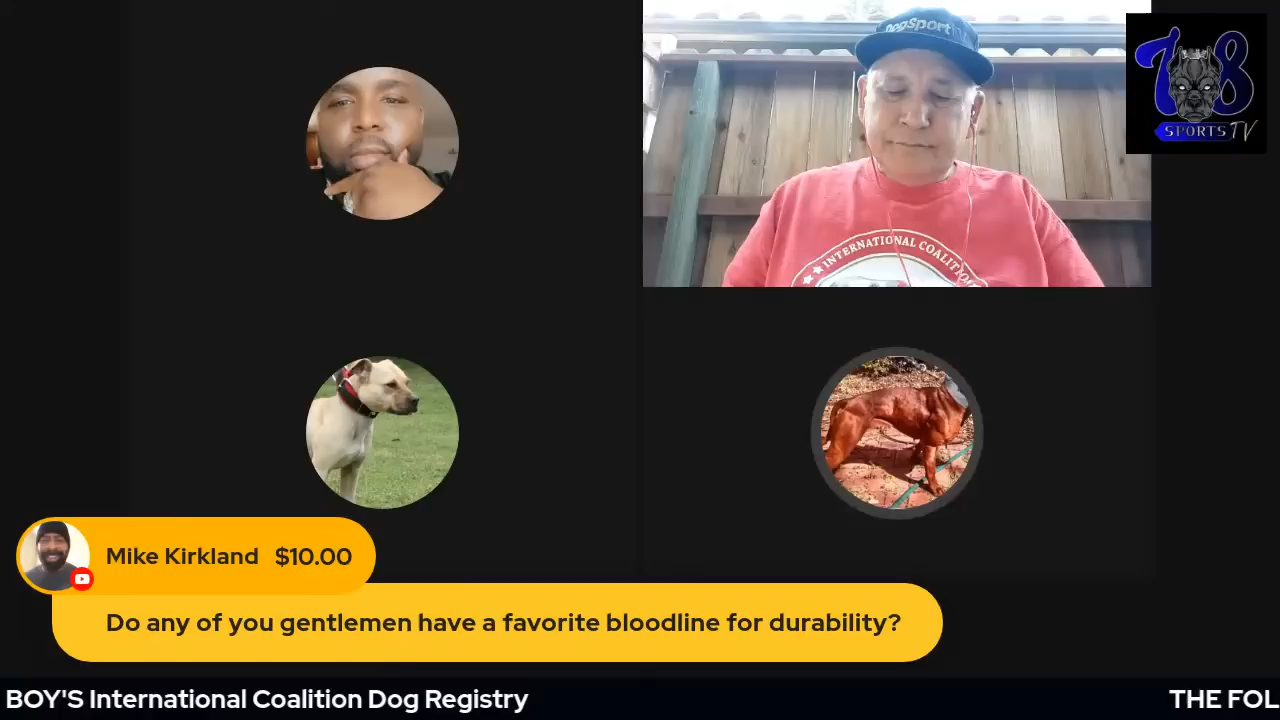 DogSport
78
SPORTS TV
INTERNATIONAL COALITION
Mike Kirkland $10.00
Do any of you gentlemen have a favorite bloodline for durability?
BOY'S International Coalition Dog Registry
THE FOL